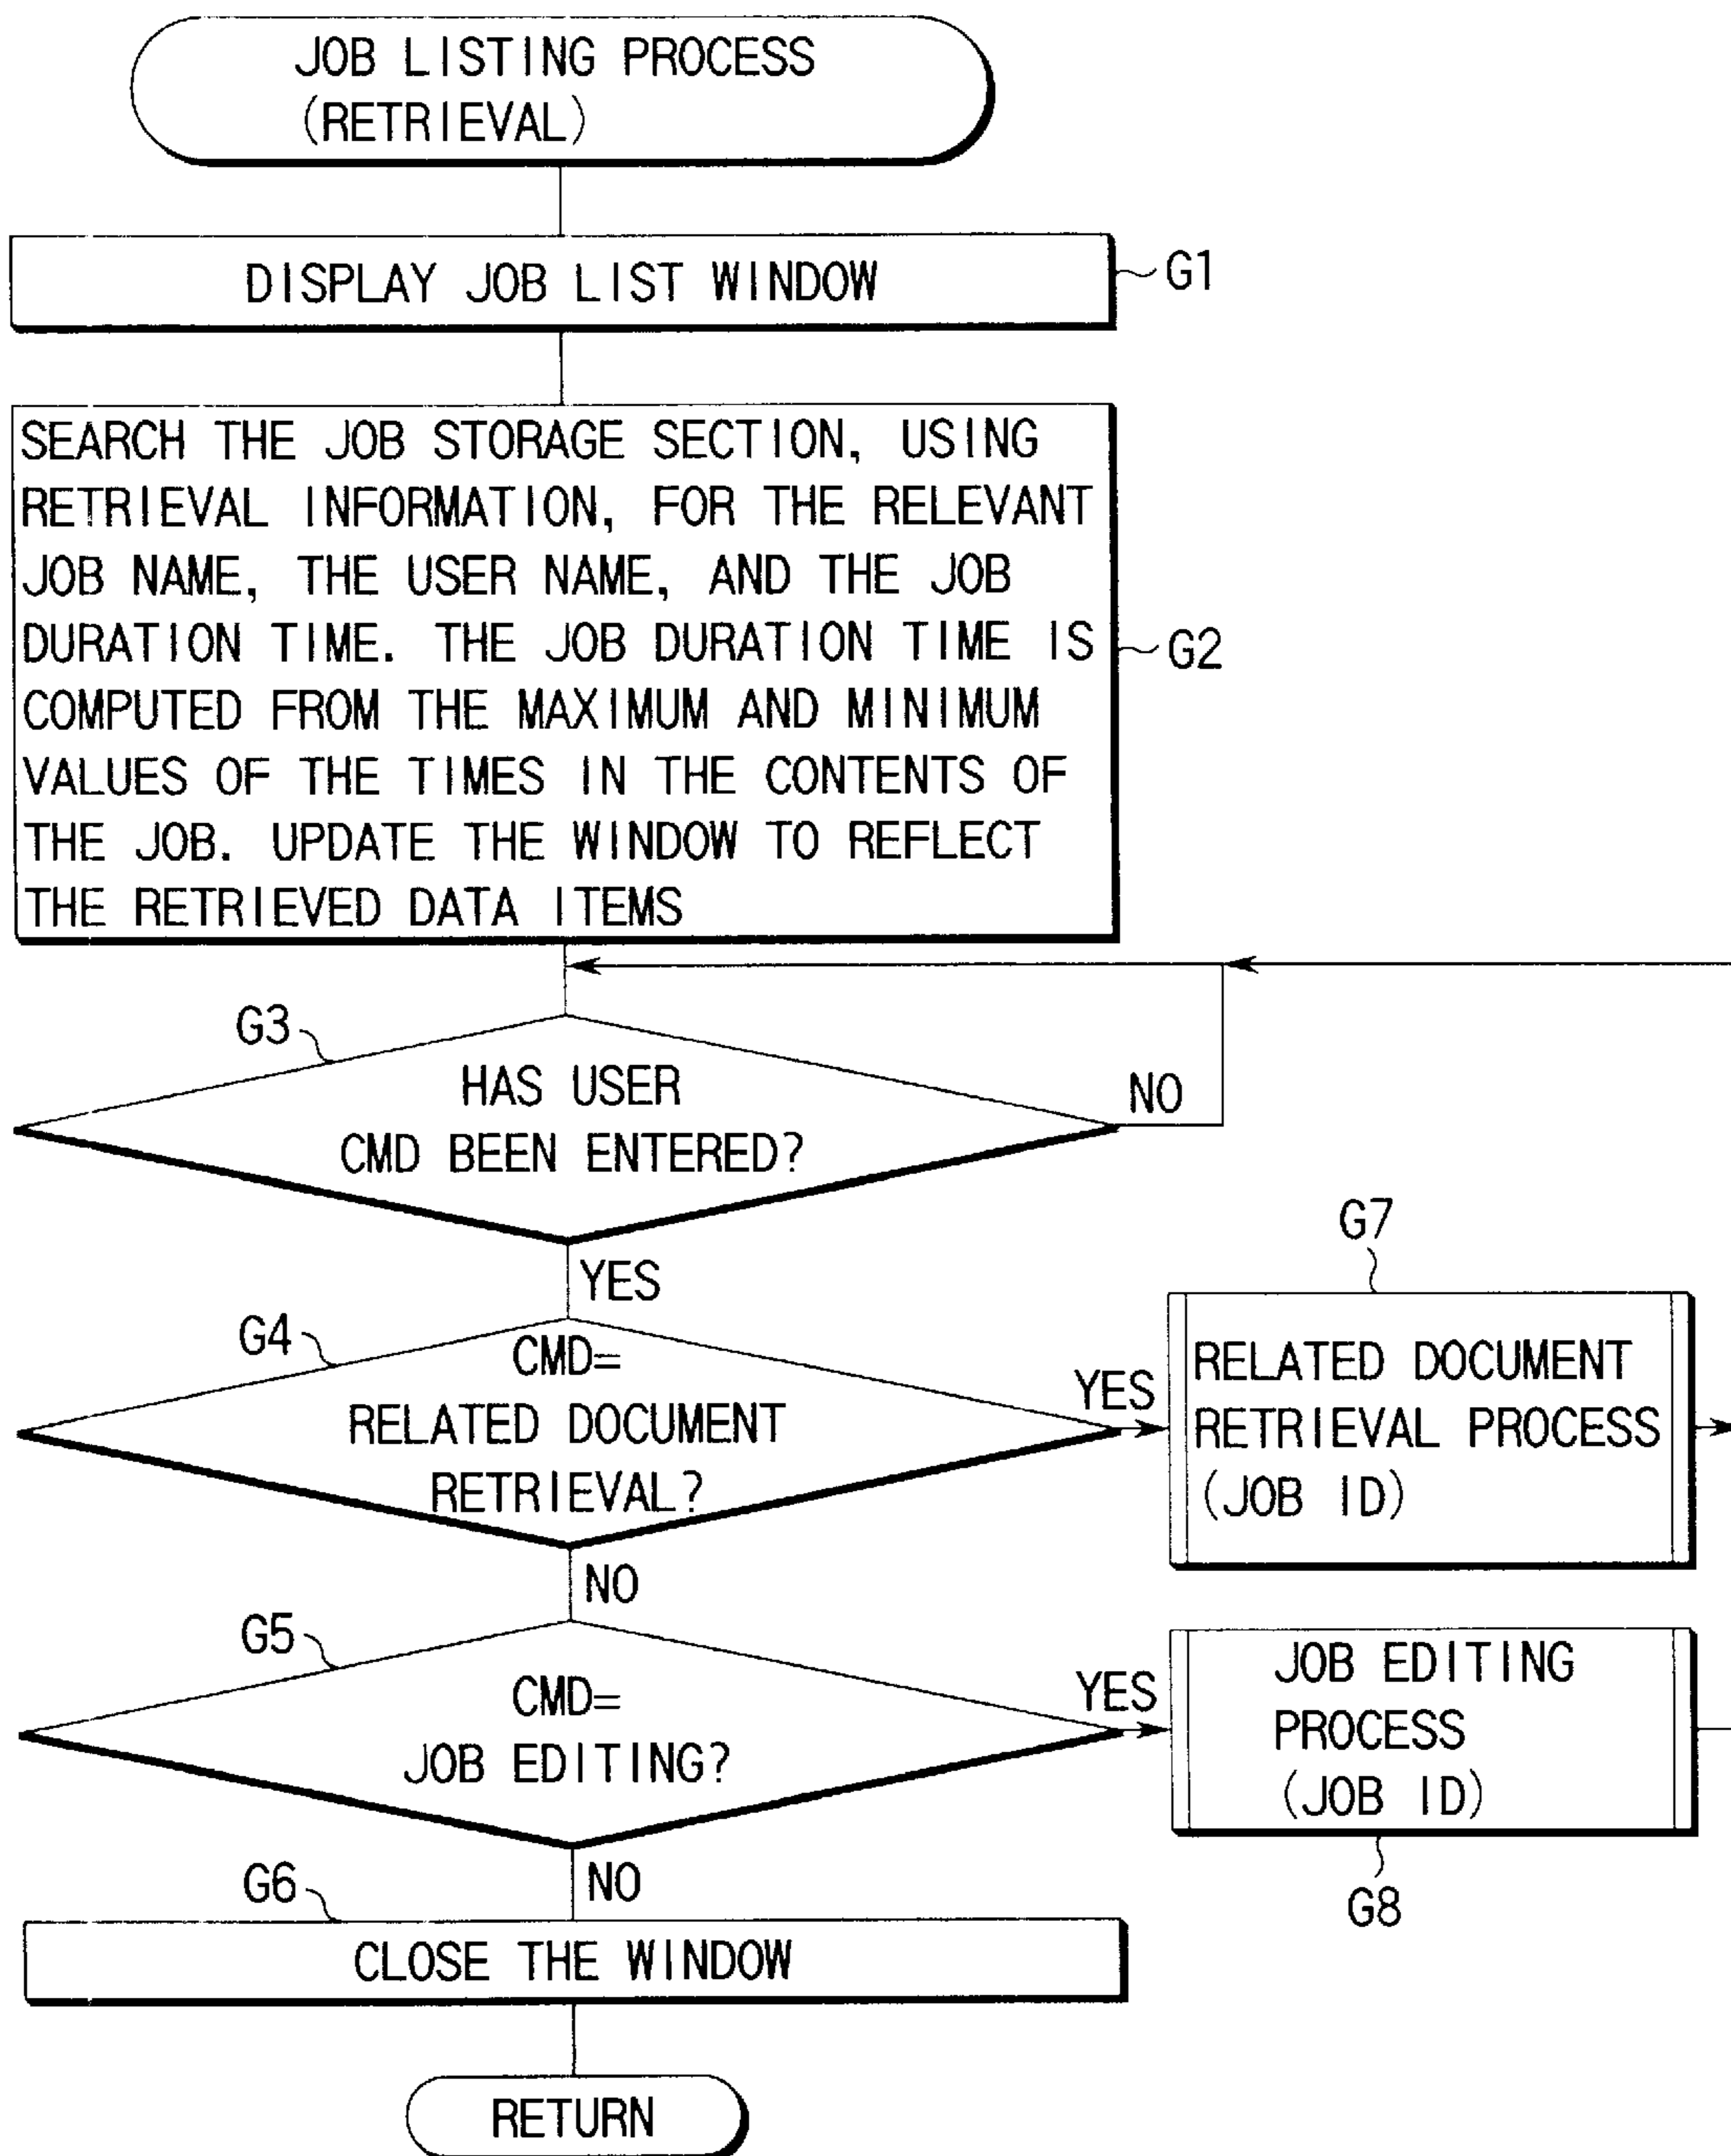 JOB LISTING PROCESS
(RETRIEVAL)
DISPLAY JOB LIST WINDOW
G1
SEARCH THE JOB STORAGE SECTION, USING
RETRIEVAL INFORMATION, FOR THE RELEVANT
JOB NAME, THE USER NAME, AND THE JOB
DURATION TIME. THE JOB DURATION TIME IS
COMPUTED FROM THE MAXIMUM AND MINIMUM
VALUES OF THE TIMES IN THE CONTENTS OF
THE JOB. UPDATE THE WINDOW TO REFLECT
THE RETRIEVED DATA ITEMS
G2
G3
HAS USER
CMD BEEN ENTERED?
NO
YES
G4
CMD=
RELATED DOCUMENT
RETRIEVAL?
YES
G7
RELATED DOCUMENT
RETRIEVAL PROCESS
(JOB ID)
NO
G5
CMD=
JOB EDITING?
YES
JOB EDITING
PROCESS
(JOB ID)
G8
NO
G6
CLOSE THE WINDOW
RETURN